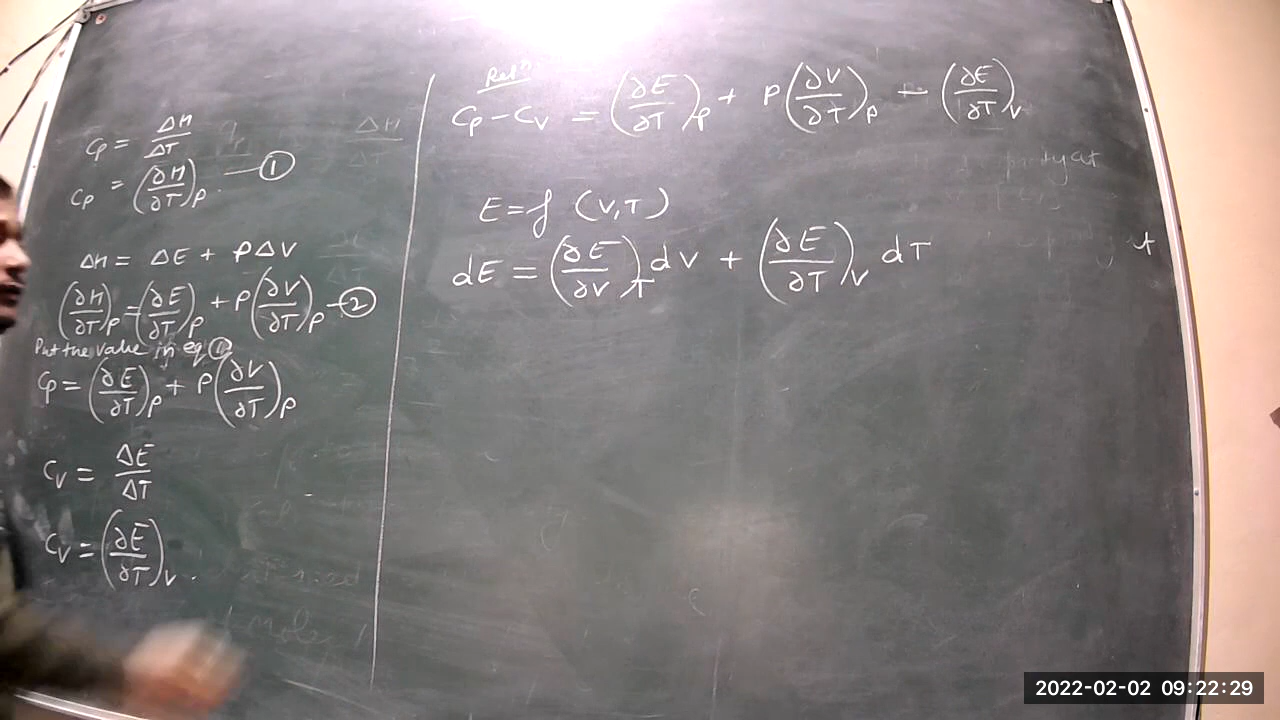 Cp = ΔH/ΔT
Cp = (∂H/∂T)p — ①
ΔH = ΔE + PΔV
(∂H/∂T)p = (∂E/∂T)p + P(∂V/∂T)p — ②
Put the value in eq ①
Cp = (∂E/∂T)p + P(∂V/∂T)p
Cv = ΔE/ΔT
Cv = (∂E/∂T)v .
Relⁿ
Cp − Cv = (∂E/∂T)p + P(∂V/∂T)p − (∂E/∂T)v
E = f (V,T)
dE = (∂E/∂V)T dV + (∂E/∂T)v dT
2022-02-02 09:22:29